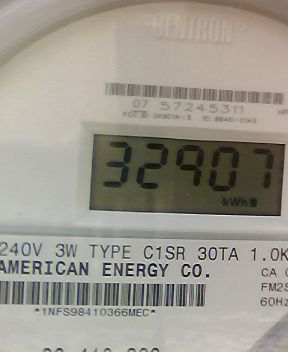 CENTRON
07 57245311
32907
kWh
240V 3W TYPE C1SR 30TA 1.0K
AMERICAN ENERGY CO.
CA
FM2S
60Hz
*1NFS98410366MEC*